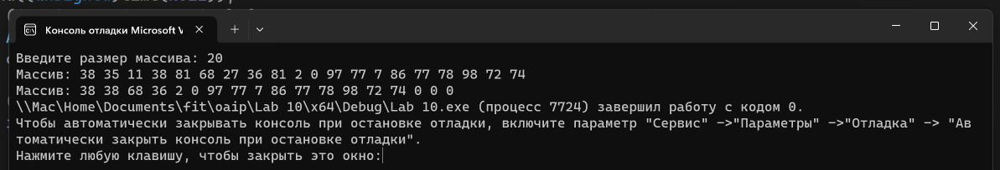 Консоль отладки Microsoft V
Введите размер массива: 20
Массив: 38 35 11 38 81 68 27 36 81 2 0 97 77 7 86 77 78 98 72 74
Массив: 38 38 68 36 2 0 97 77 7 86 77 78 98 72 74 0 0 0
\\Mac\Home\Documents\fit\oaip\Lab 10\x64\Debug\Lab 10.exe (процесс 7724) завершил работу с кодом 0.
Чтобы автоматически закрывать консоль при остановке отладки, включите параметр "Сервис" ->"Параметры" ->"Отладка" -> "Ав
томатически закрыть консоль при остановке отладки".
Нажмите любую клавишу, чтобы закрыть это окно: